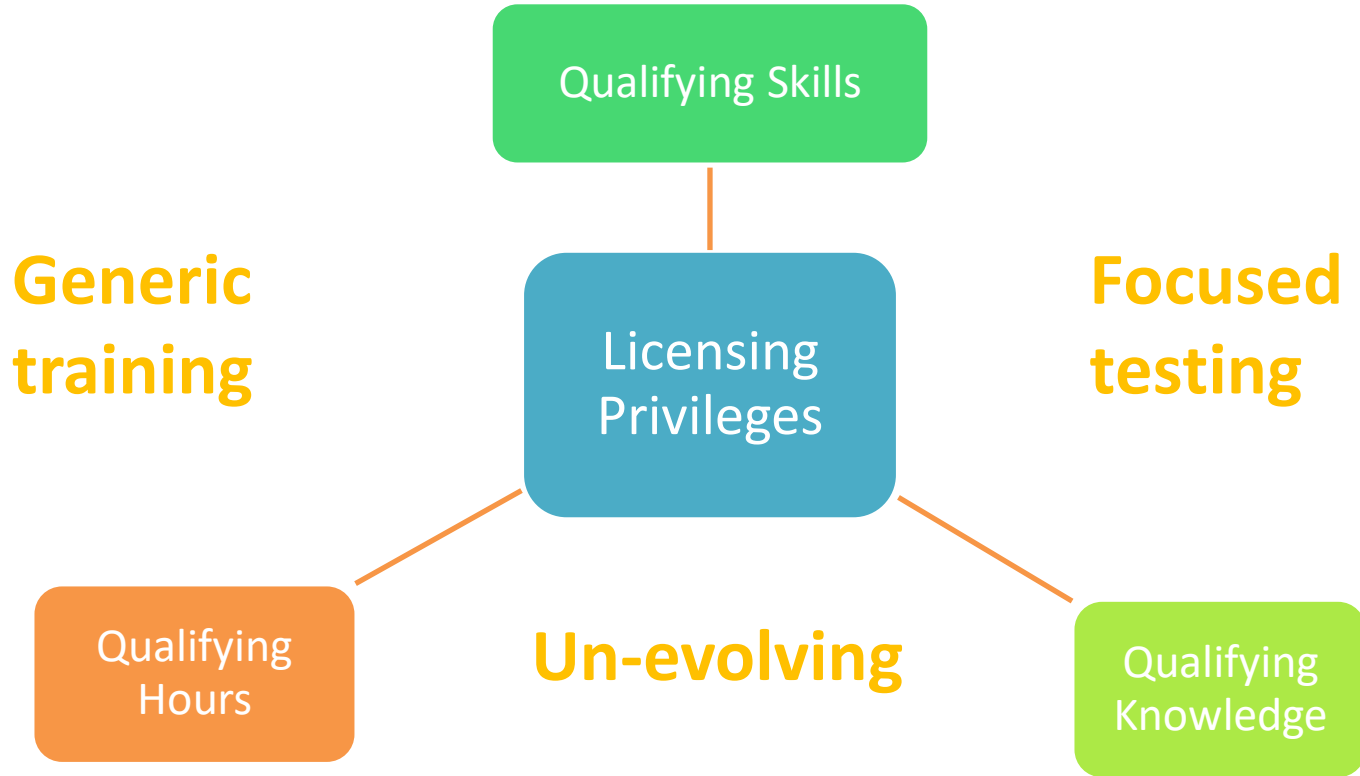 Qualifying Skills
Generic
training
Focused
testing
Licensing
Privileges
Qualifying
Hours
Un-evolving
Qualifying
Knowledge